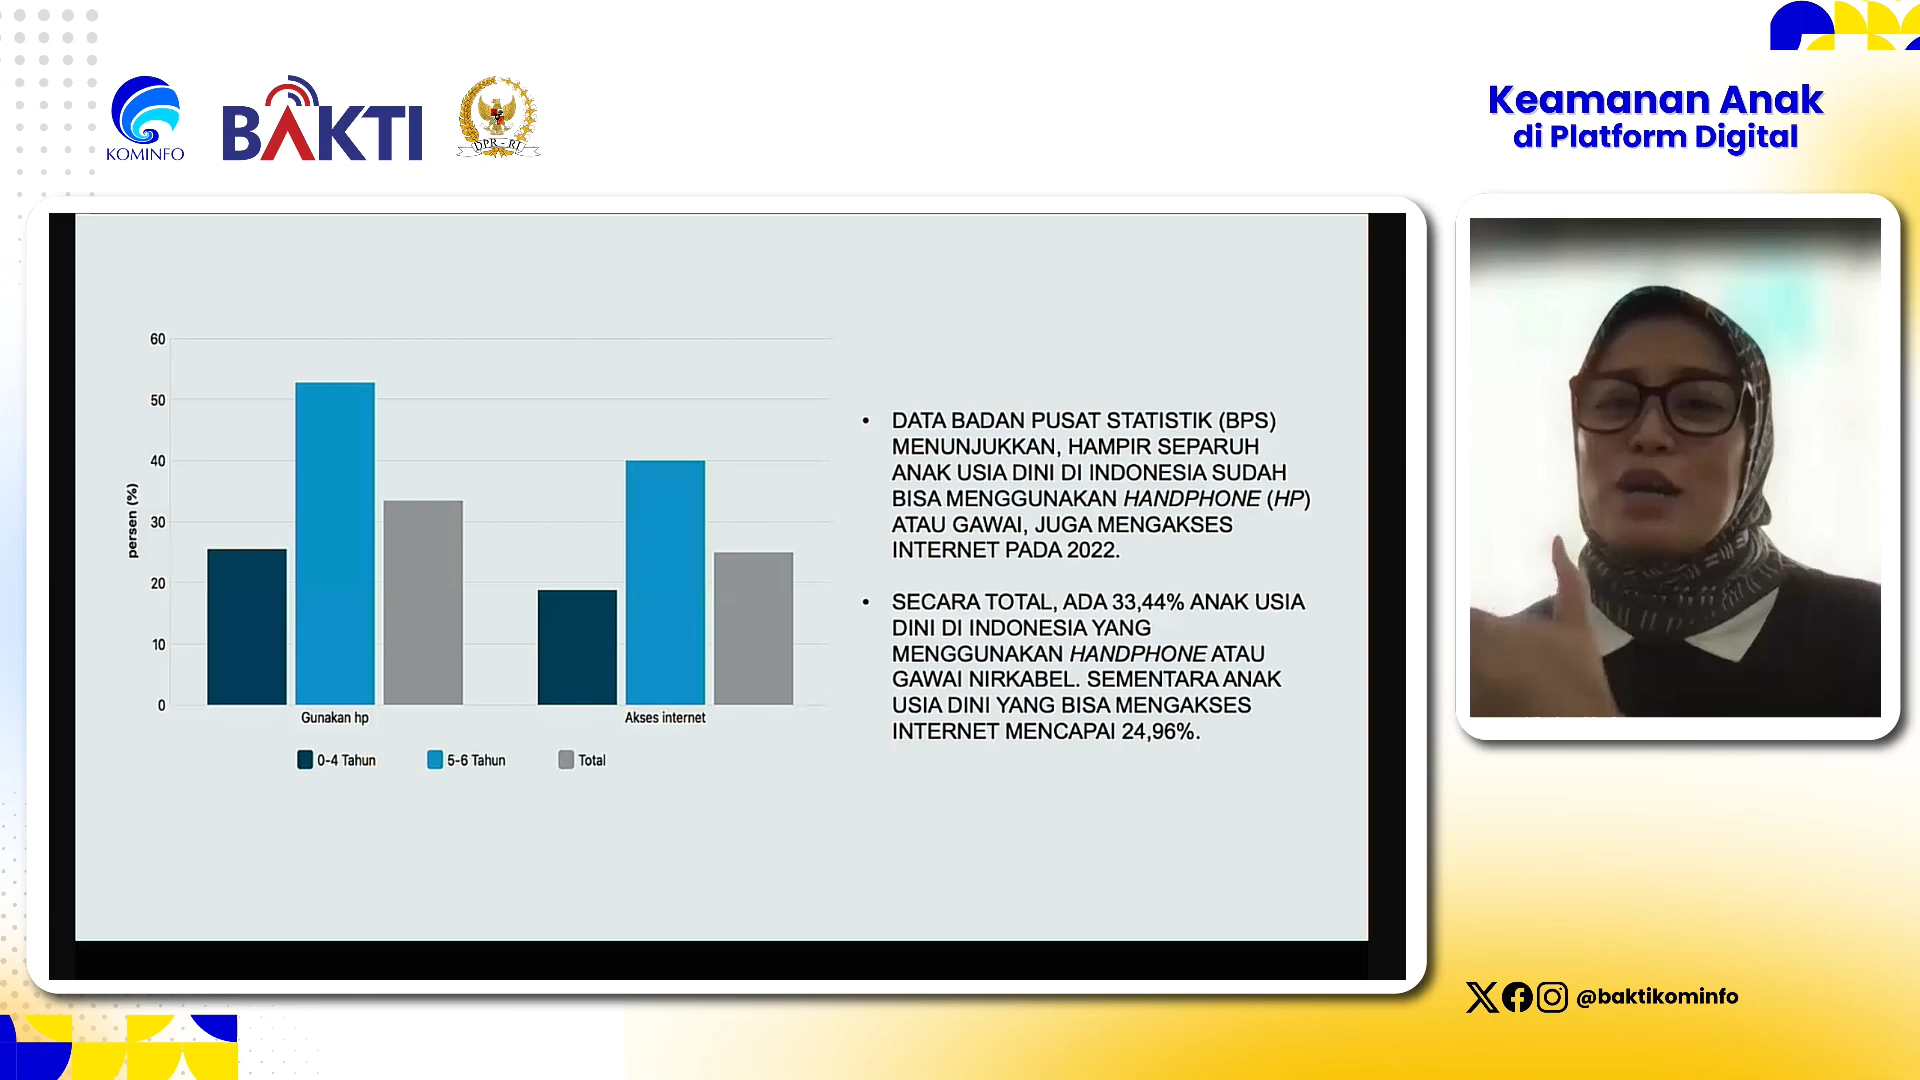 KOMINFO
BAKTI
DPR - RI
Keamanan Anak
di Platform Digital
60
50
40
30
20
10
0
persen (%)
Gunakan hp
Akses internet
0-4 Tahun
5-6 Tahun
Total
• DATA BADAN PUSAT STATISTIK (BPS)
MENUNJUKKAN, HAMPIR SEPARUH
ANAK USIA DINI DI INDONESIA SUDAH
BISA MENGGUNAKAN HANDPHONE (HP)
ATAU GAWAI, JUGA MENGAKSES
INTERNET PADA 2022.
• SECARA TOTAL, ADA 33,44% ANAK USIA
DINI DI INDONESIA YANG
MENGGUNAKAN HANDPHONE ATAU
GAWAI NIRKABEL. SEMENTARA ANAK
USIA DINI YANG BISA MENGAKSES
INTERNET MENCAPAI 24,96%.
@baktikominfo